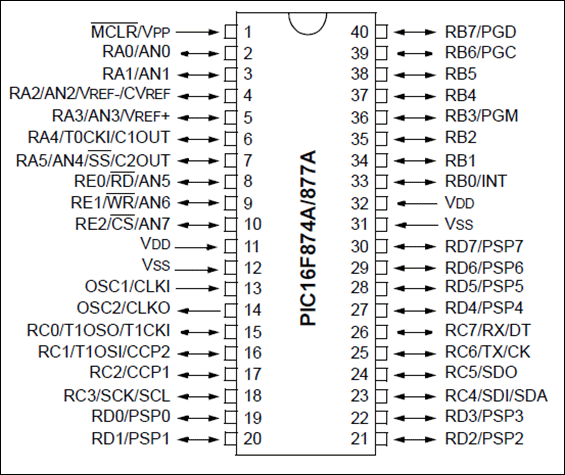 MCLR/VPP 1 40 RB7/PGD
RA0/AN0 2 39 RB6/PGC
RA1/AN1 3 38 RB5
RA2/AN2/VREF-/CVREF 4 37 RB4
RA3/AN3/VREF+ 5 36 RB3/PGM
RA4/T0CKI/C1OUT 6 35 RB2
RA5/AN4/SS/C2OUT 7 34 RB1
RE0/RD/AN5 8 33 RB0/INT
RE1/WR/AN6 9 32 VDD
RE2/CS/AN7 10 31 VSS
VDD 11 30 RD7/PSP7
VSS 12 29 RD6/PSP6
OSC1/CLKI 13 28 RD5/PSP5
OSC2/CLKO 14 27 RD4/PSP4
RC0/T1OSO/T1CKI 15 26 RC7/RX/DT
RC1/T1OSI/CCP2 16 25 RC6/TX/CK
RC2/CCP1 17 24 RC5/SDO
RC3/SCK/SCL 18 23 RC4/SDI/SDA
RD0/PSP0 19 22 RD3/PSP3
RD1/PSP1 20 21 RD2/PSP2
PIC16F874A/877A